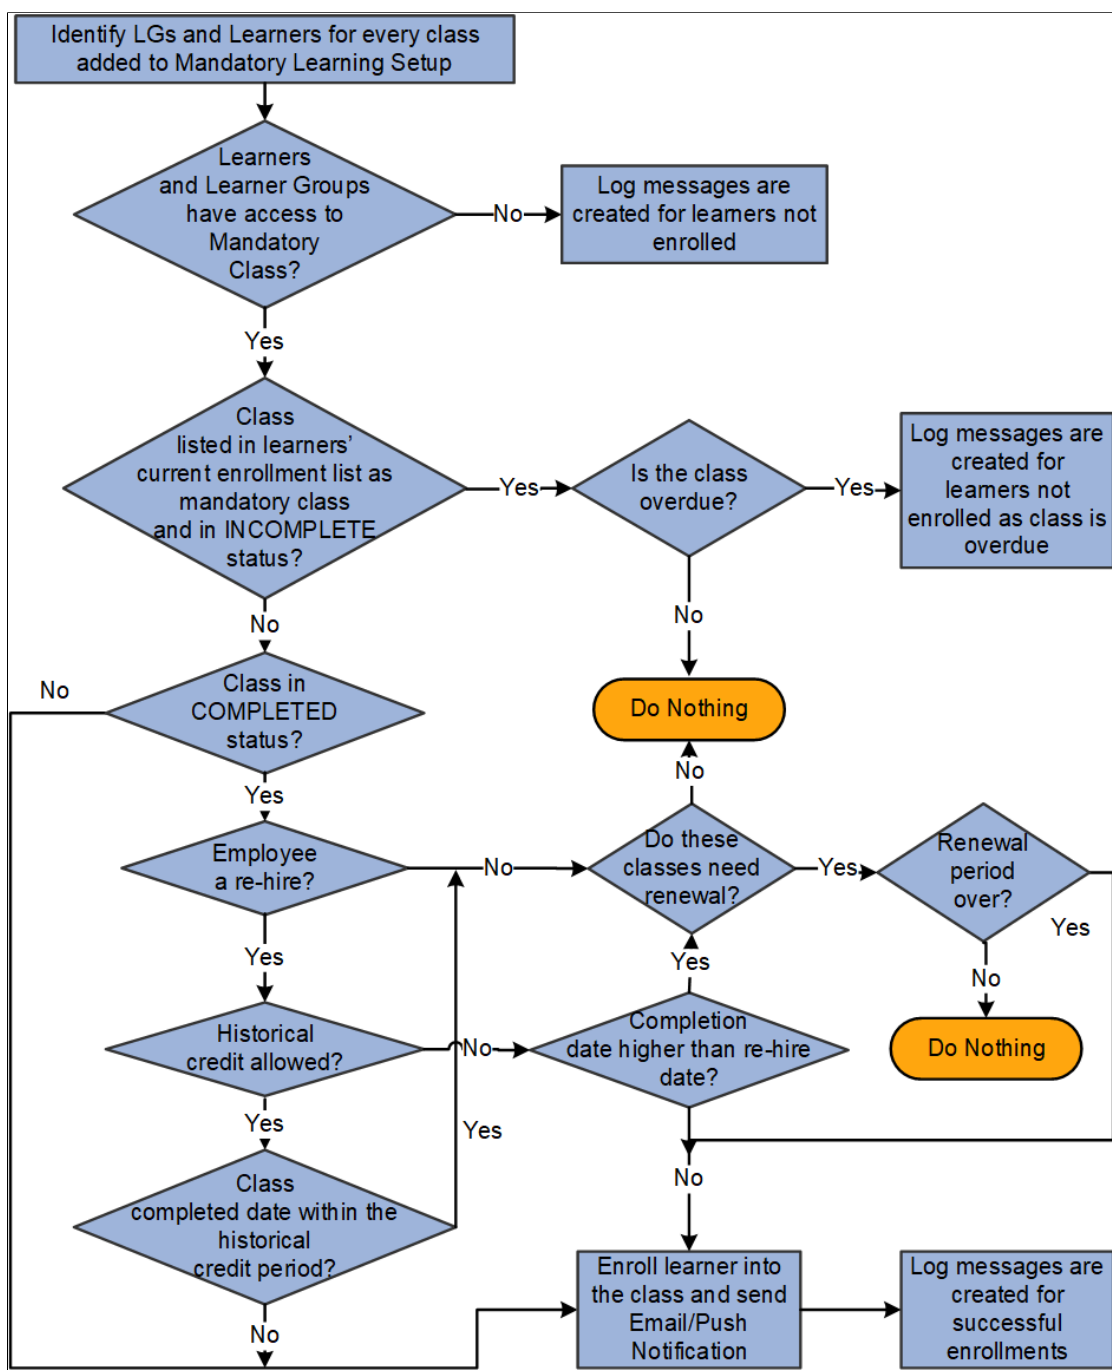 Identify LGs and Learners for every class
added to Mandatory Learning Setup
Learners
and Learner Groups
have access to
Mandatory
Class?
No
Log messages are
created for learners not
enrolled
Yes
Class
listed in learners’
current enrollment list as
mandatory class
and in INCOMPLETE
status?
Yes
Is the class
overdue?
Yes
Log messages are
created for
learners not
enrolled as class is
overdue
No
No
Do Nothing
No
Class in
COMPLETED
status?
Yes
No
Employee
a re-hire?
No
Do these
classes need
renewal?
Yes
Renewal
period
over?
Yes
Yes
Yes
No
Historical
credit allowed?
No
Completion
date higher than re-hire
date?
Do Nothing
Yes
Yes
No
Class
completed date within the
historical
credit period?
No
Enroll learner into
the class and send
Email/Push
Notification
Log messages are
created for
successful
enrollments